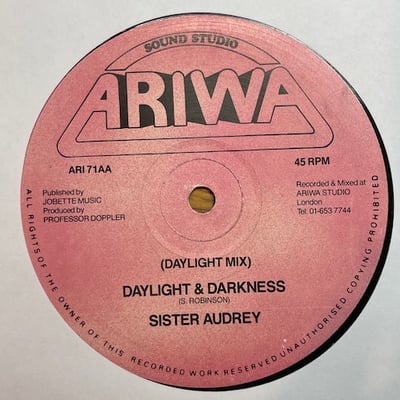 SOUND STUDIO
ARIWA
ARI 71AA
45 RPM
Published by
JOBETTE MUSIC
Produced by
PROFESSOR DOPPLER
Recorded & Mixed at
ARIWA STUDIO
London
Tel: 01-653 7744
(DAYLIGHT MIX)
DAYLIGHT & DARKNESS
(S. ROBINSON)
SISTER AUDREY
ALL RIGHTS OF THE OWNER OF THIS RECORDED WORK RESERVED UNAUTHORISED COPYING PROHIBITED